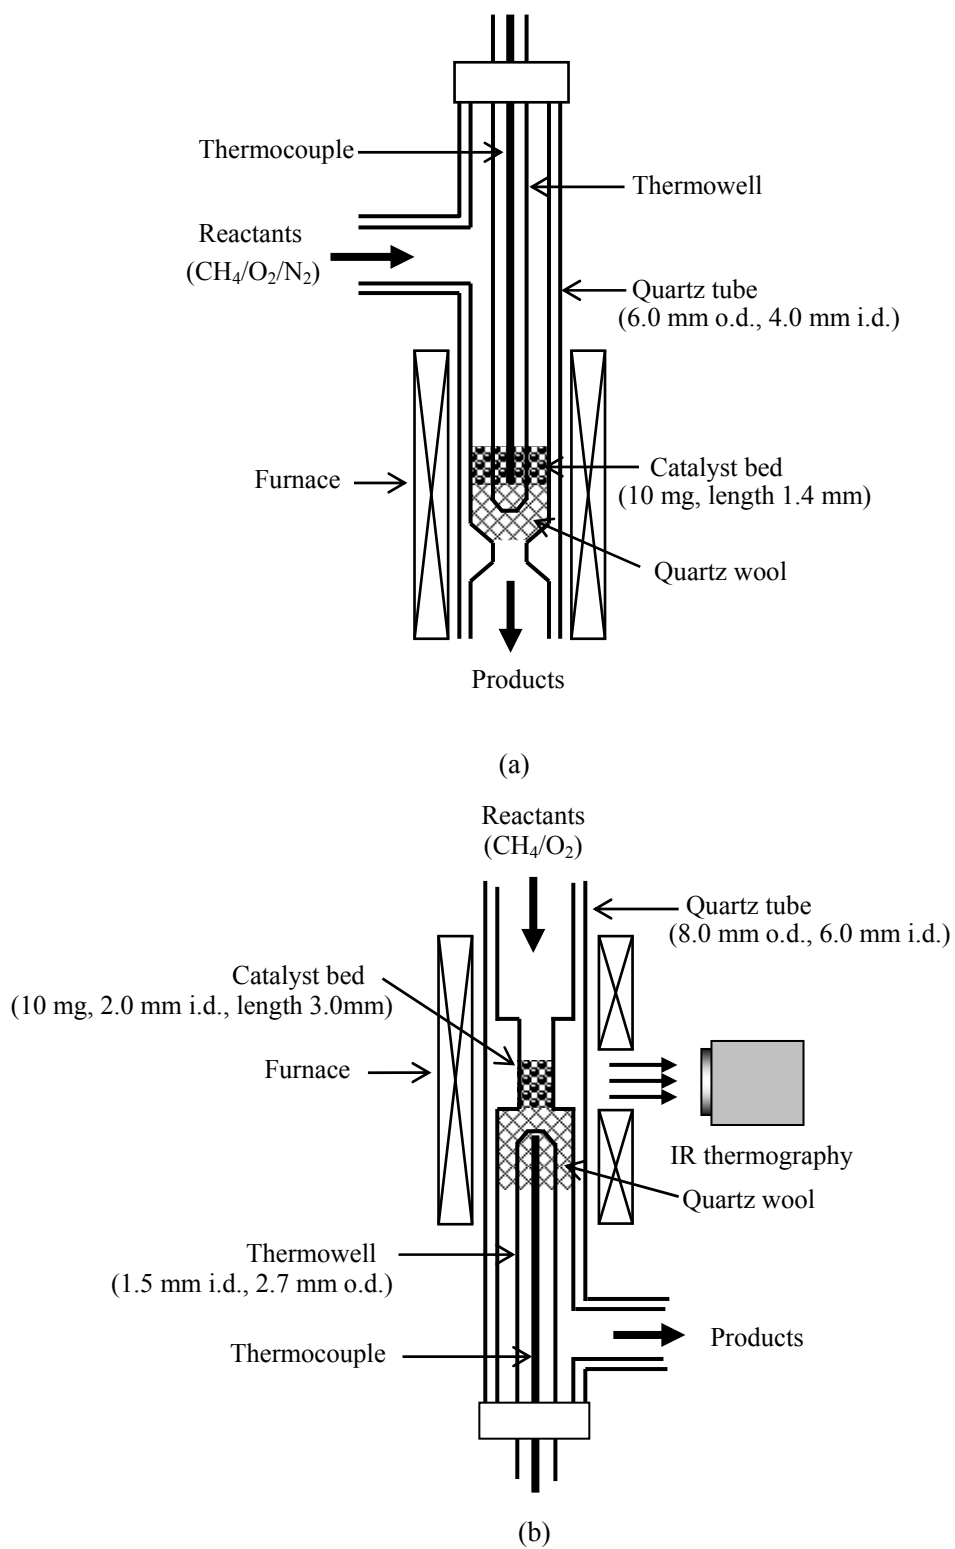 Thermocouple
Thermowell
Reactants
(CH₄/O₂/N₂)
Quartz tube
(6.0 mm o.d., 4.0 mm i.d.)
Furnace
Catalyst bed
(10 mg, length 1.4 mm)
Quartz wool
Products
(a)
Reactants
(CH₄/O₂)
Quartz tube
(8.0 mm o.d., 6.0 mm i.d.)
Catalyst bed
(10 mg, 2.0 mm i.d., length 3.0mm)
Furnace
IR thermography
Quartz wool
Thermowell
(1.5 mm i.d., 2.7 mm o.d.)
Products
Thermocouple
(b)